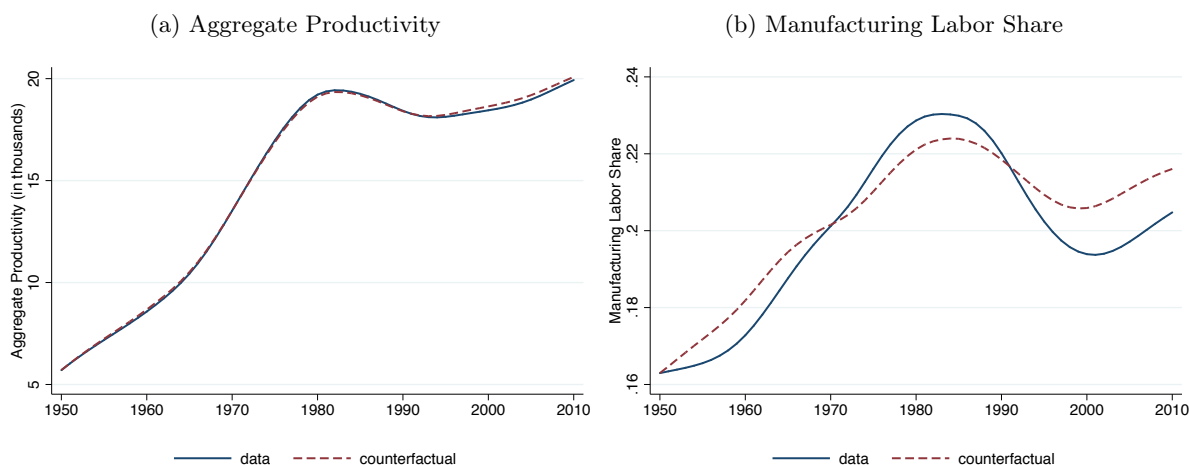 (a) Aggregate Productivity
Aggregate Productivity (in thousands)
20
15
10
5
1950 1960 1970 1980 1990 2000 2010
data counterfactual
(b) Manufacturing Labor Share
Manufacturing Labor Share
.24
.22
.2
.18
.16
1950 1960 1970 1980 1990 2000 2010
data counterfactual